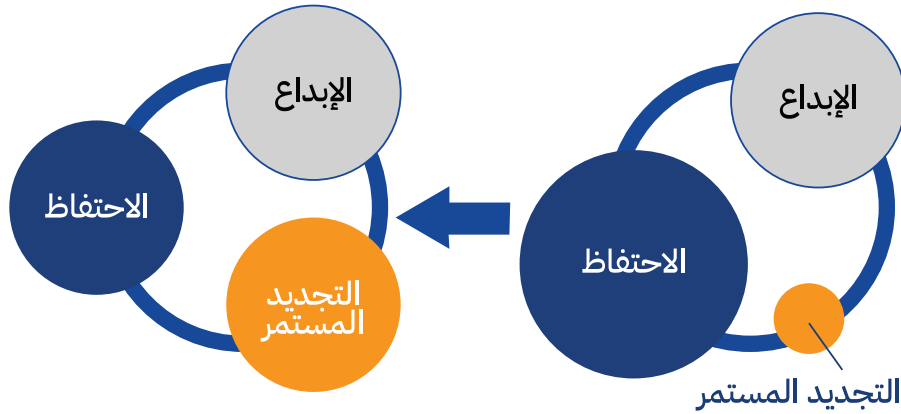 الإبداع
الاحتفاظ
التجديد المستمر
الإبداع
الاحتفاظ
التجديد
المستمر